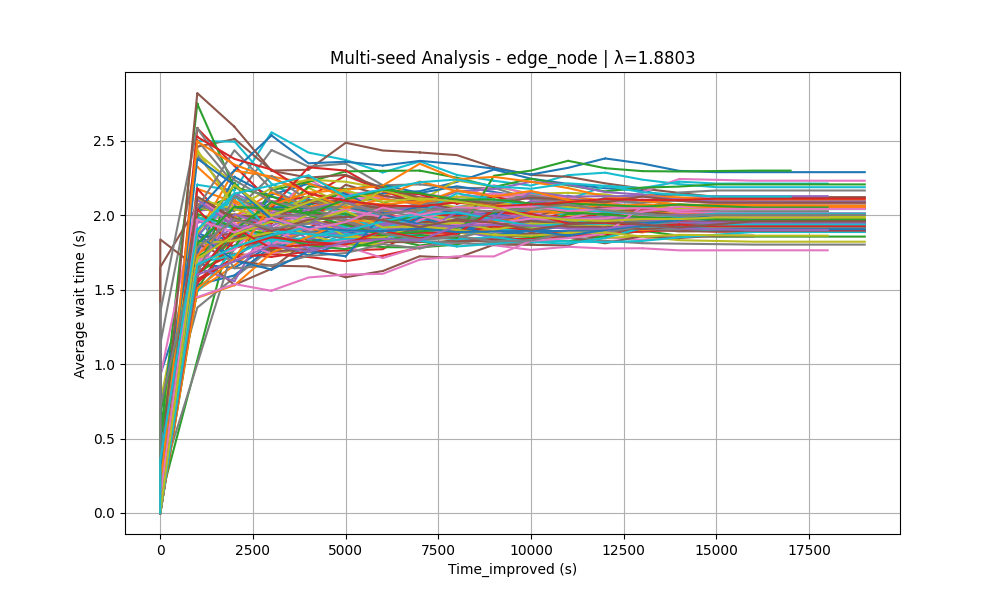 Multi-seed Analysis - edge_node | λ=1.8803
Average wait time (s)
2.5
2.0
1.5
1.0
0.5
0.0
0 2500 5000 7500 10000 12500 15000 17500
Time_improved (s)